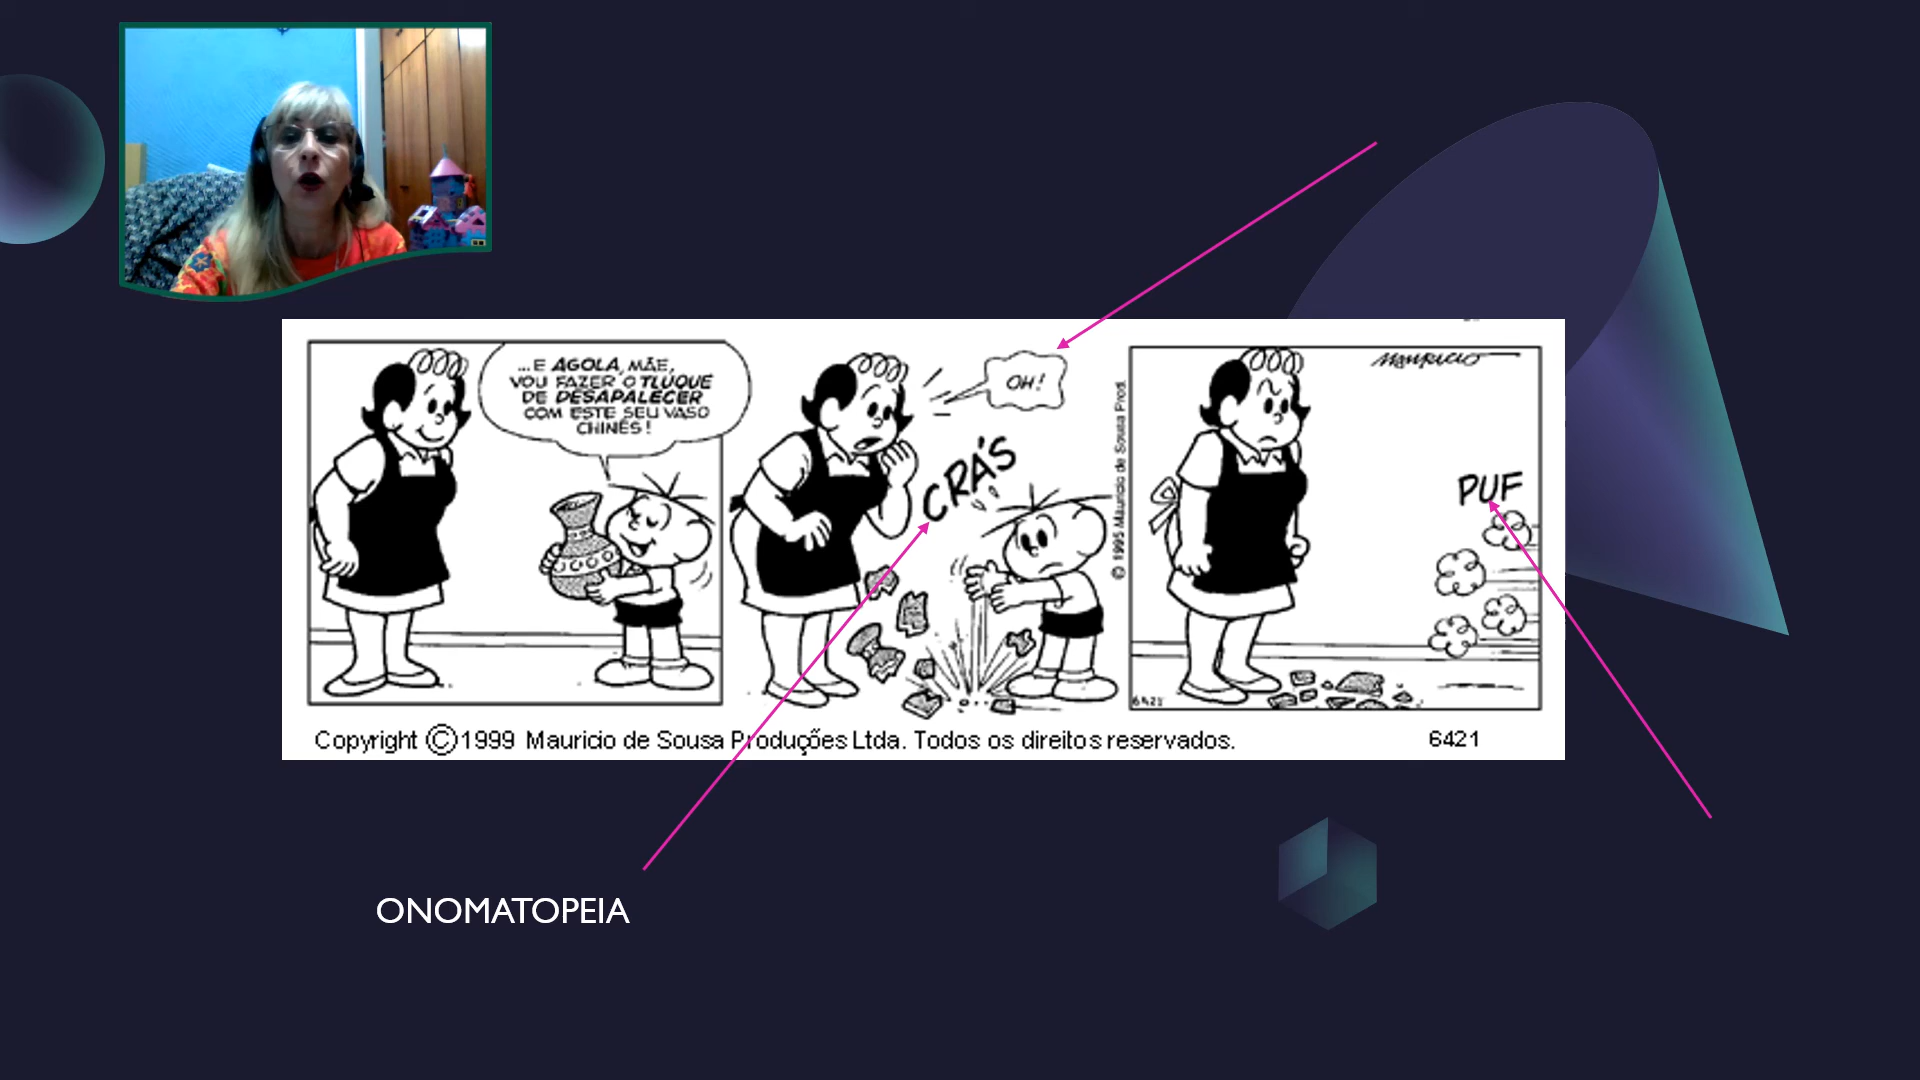 ...E AGOLA, MÃE,
VOU FAZER O TLUQUE
DE DESAPALECER
COM ESTE SEU VASO
CHINÊS!
OH!
CRÁS
© 1995 Mauricio de Sousa Prod.
MAURICIO
PUF
6421
Copyright © 1999 Mauricio de Sousa Produções Ltda. Todos os direitos reservados.
6421
ONOMATOPEIA